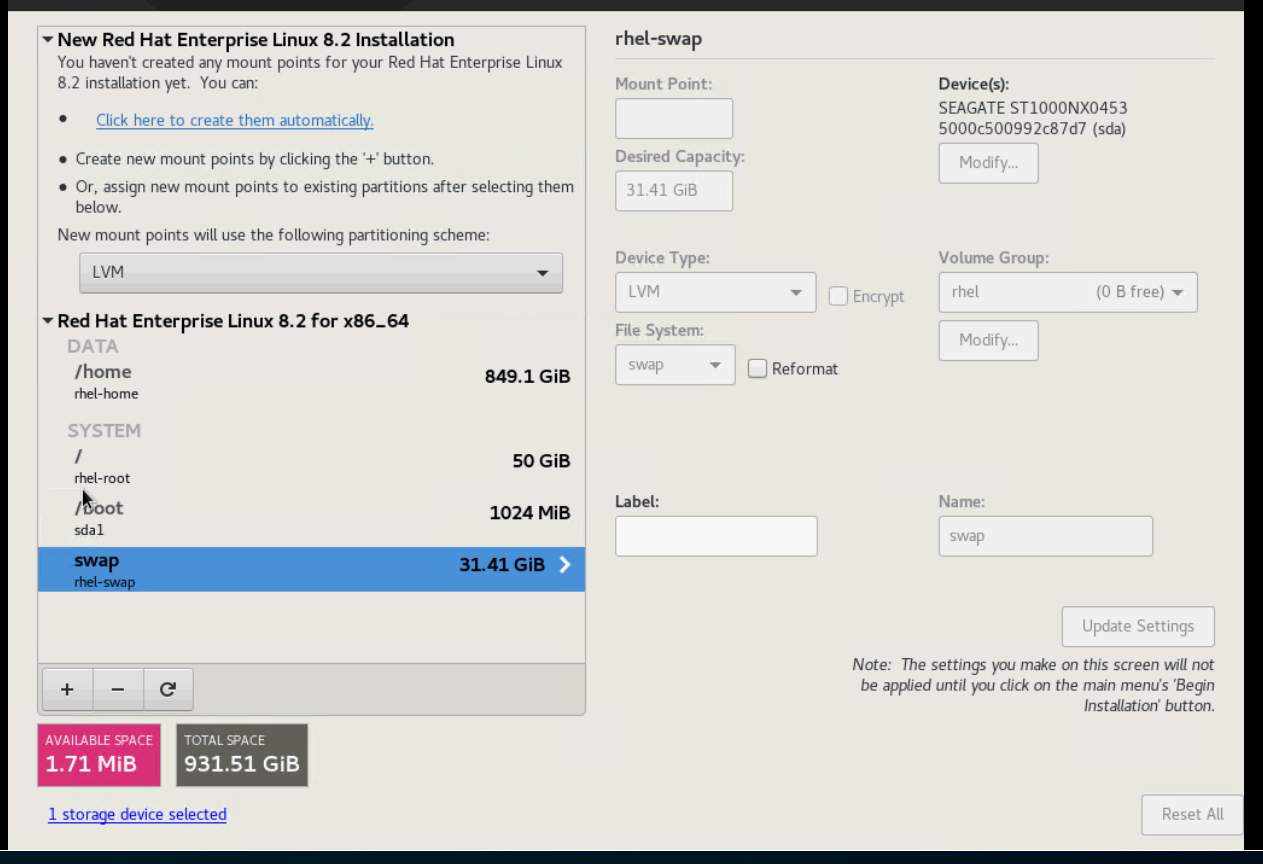 New Red Hat Enterprise Linux 8.2 Installation
You haven't created any mount points for your Red Hat Enterprise Linux
8.2 installation yet.  You can:
• Click here to create them automatically.
• Create new mount points by clicking the '+' button.
• Or, assign new mount points to existing partitions after selecting them
below.
New mount points will use the following partitioning scheme:
LVM
Red Hat Enterprise Linux 8.2 for x86_64
DATA
/home
849.1 GiB
rhel-home
SYSTEM
/
50 GiB
rhel-root
/boot
1024 MiB
sda1
swap
31.41 GiB
rhel-swap
+ −
AVAILABLE SPACE
1.71 MiB
TOTAL SPACE
931.51 GiB
1 storage device selected
rhel-swap
Mount Point:
Desired Capacity:
31.41 GiB
Device(s):
SEAGATE ST1000NX0453
5000c500992c87d7 (sda)
Modify...
Device Type:
LVM
Encrypt
Volume Group:
rhel (0 B free)
Modify...
File System:
swap
Reformat
Label:
Name:
swap
Update Settings
Note:  The settings you make on this screen will not
be applied until you click on the main menu's 'Begin
Installation' button.
Reset All